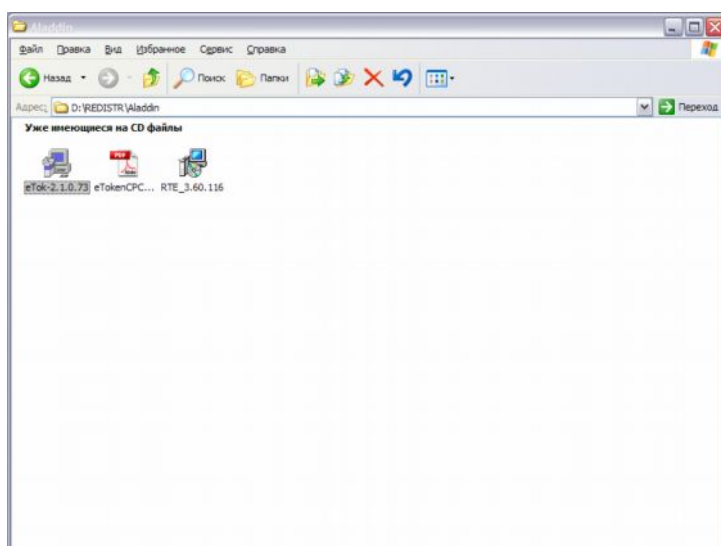 Aladdin
Файл Правка Вид Избранное Сервис Справка
Назад Поиск Папки
Адрес: D:\REDISTR\Aladdin Переход
Уже имеющиеся на CD файлы
eTok-2.1.0.73 eTokenCPC... RTE_3.60.116